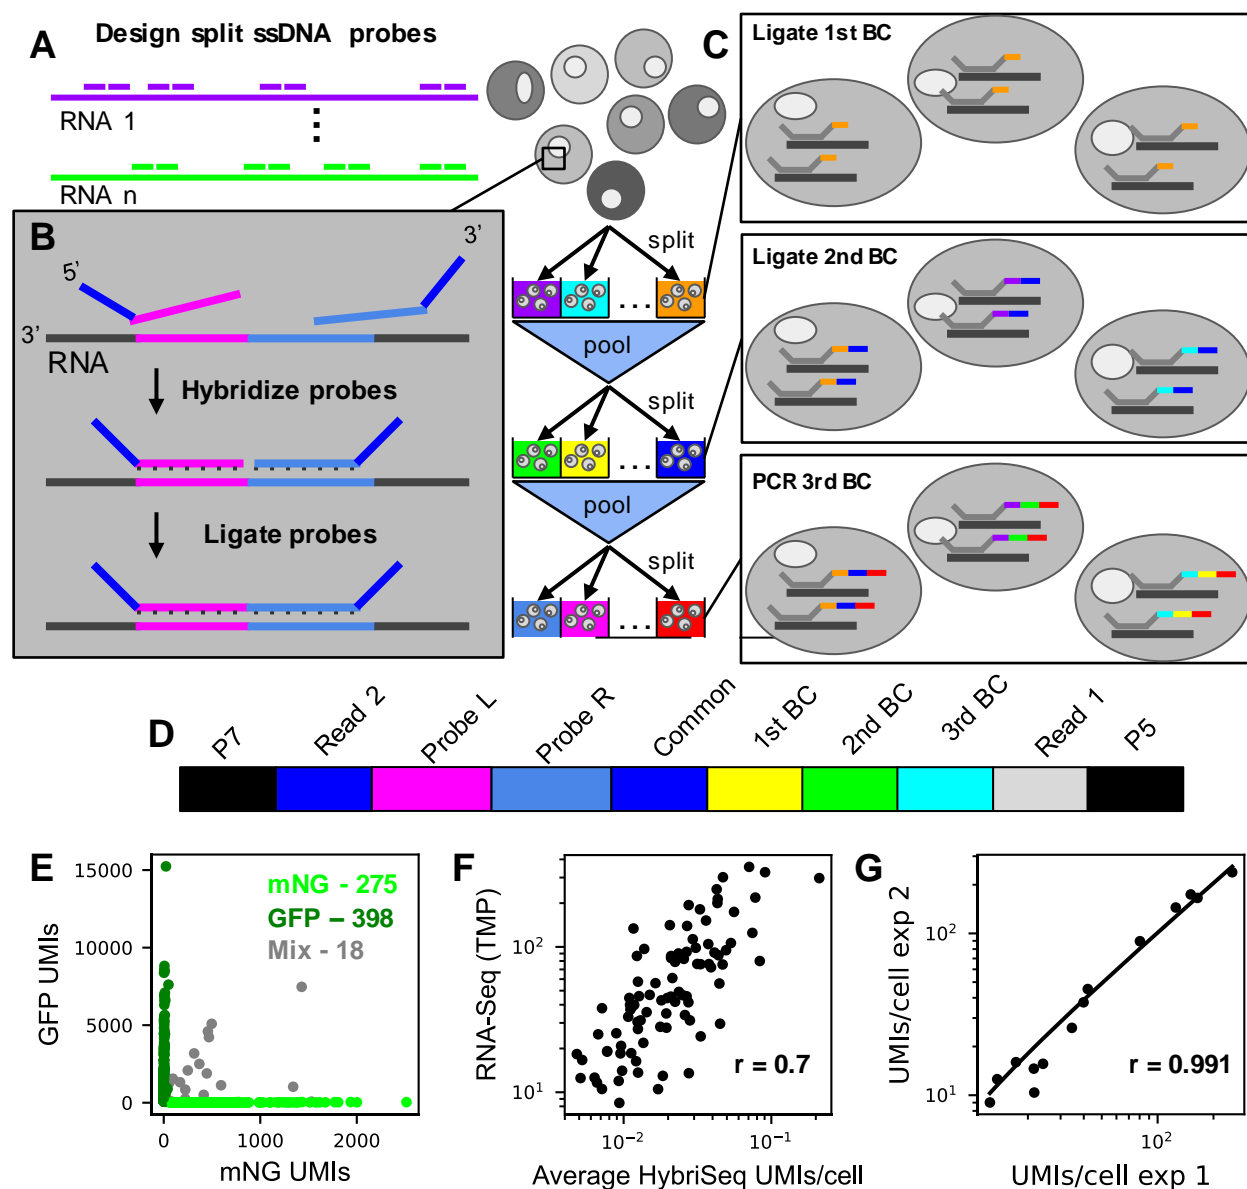 A
Design split ssDNA probes
RNA 1
RNA n
B
5'
3'
3'
RNA
Hybridize probes
Ligate probes
split
. . .
pool
split
. . .
pool
split
. . .
C
Ligate 1st BC
Ligate 2nd BC
PCR 3rd BC
D
P7
Read 2
Probe L
Probe R
Common
1st BC
2nd BC
3rd BC
Read 1
P5
E
mNG - 275
GFP – 398
Mix - 18
GFP UMIs
15000
10000
5000
0
0
1000
2000
mNG UMIs
F
RNA-Seq (TMP)
10²
10¹
r = 0.7
10⁻²
10⁻¹
Average HybriSeq UMIs/cell
G
UMIs/cell exp 2
10²
10¹
r = 0.991
10²
UMIs/cell exp 1